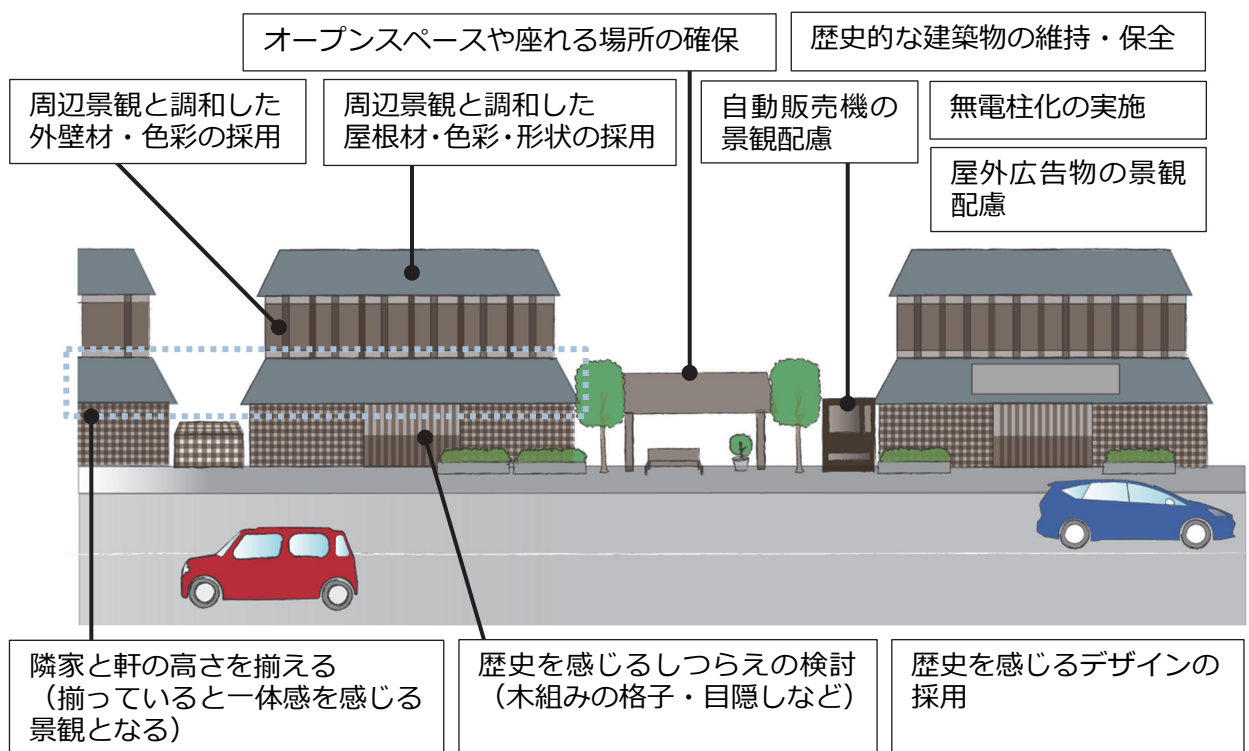 オープンスペースや座れる場所の確保
歴史的な建築物の維持・保全
周辺景観と調和した
外壁材・色彩の採用
周辺景観と調和した
屋根材・色彩・形状の採用
自動販売機の
景観配慮
無電柱化の実施
屋外広告物の景観
配慮
隣家と軒の高さを揃える
（揃っていると一体感を感じる
景観となる）
歴史を感じるしつらえの検討
（木組みの格子・目隠しなど）
歴史を感じるデザインの
採用